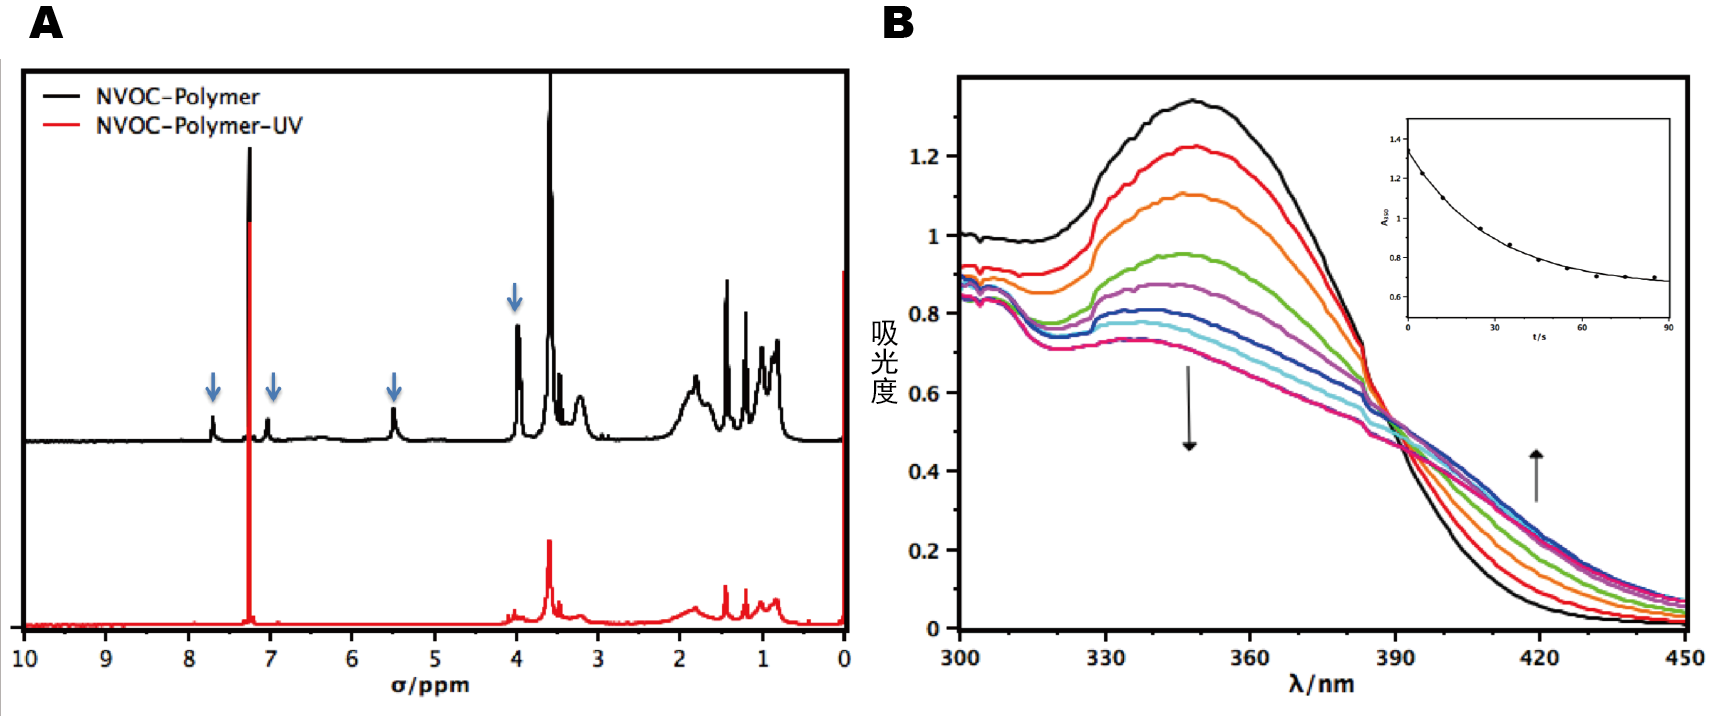 A
NVOC-Polymer
NVOC-Polymer-UV
10 9 8 7 6 5 4 3 2 1 0
σ/ppm
B
吸光度
1.2
1
0.8
0.6
0.4
0.2
0
300 330 360 390 420 450
λ/nm
A350
1.4
1.2
1
0.8
0.6
0 30 60 90
t/s